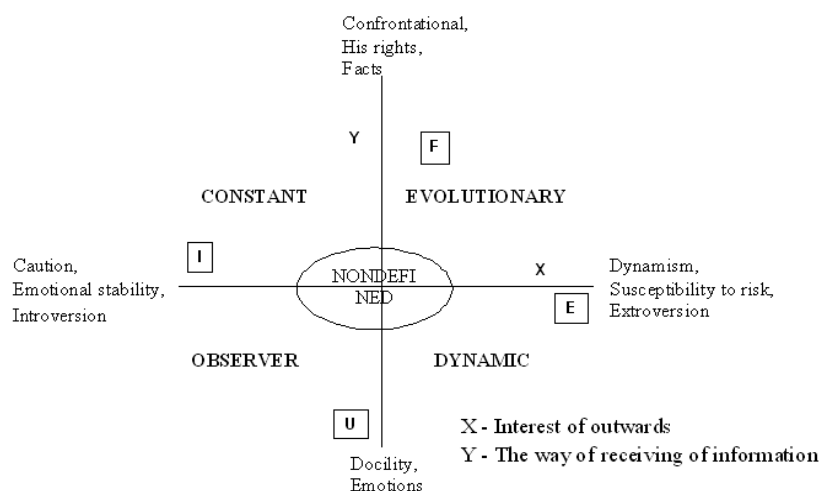 Confrontational,
His rights,
Facts
Y
F
CONSTANT
EVOLUTIONARY
I
Caution,
Emotional stability,
Introversion
NONDEFI
NED
X
Dynamism,
Susceptibility to risk,
Extroversion
E
OBSERVER
DYNAMIC
U
X - Interest of outwards
Y - The way of receiving of information
Docility,
Emotions